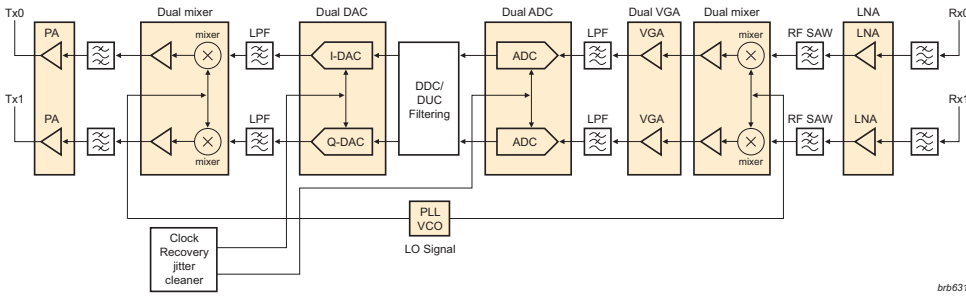 Tx0
PA
Dual mixer
mixer
LPF
Dual DAC
I-DAC
DDC/
DUC
Filtering
Dual ADC
ADC
LPF
Dual VGA
VGA
Dual mixer
mixer
RF SAW
LNA
LNA
Rx0
Tx1
PA
mixer
LPF
Q-DAC
ADC
LPF
VGA
mixer
RF SAW
LNA
Rx1
PLL
VCO
LO Signal
Clock
Recovery
jitter
cleaner
brb631